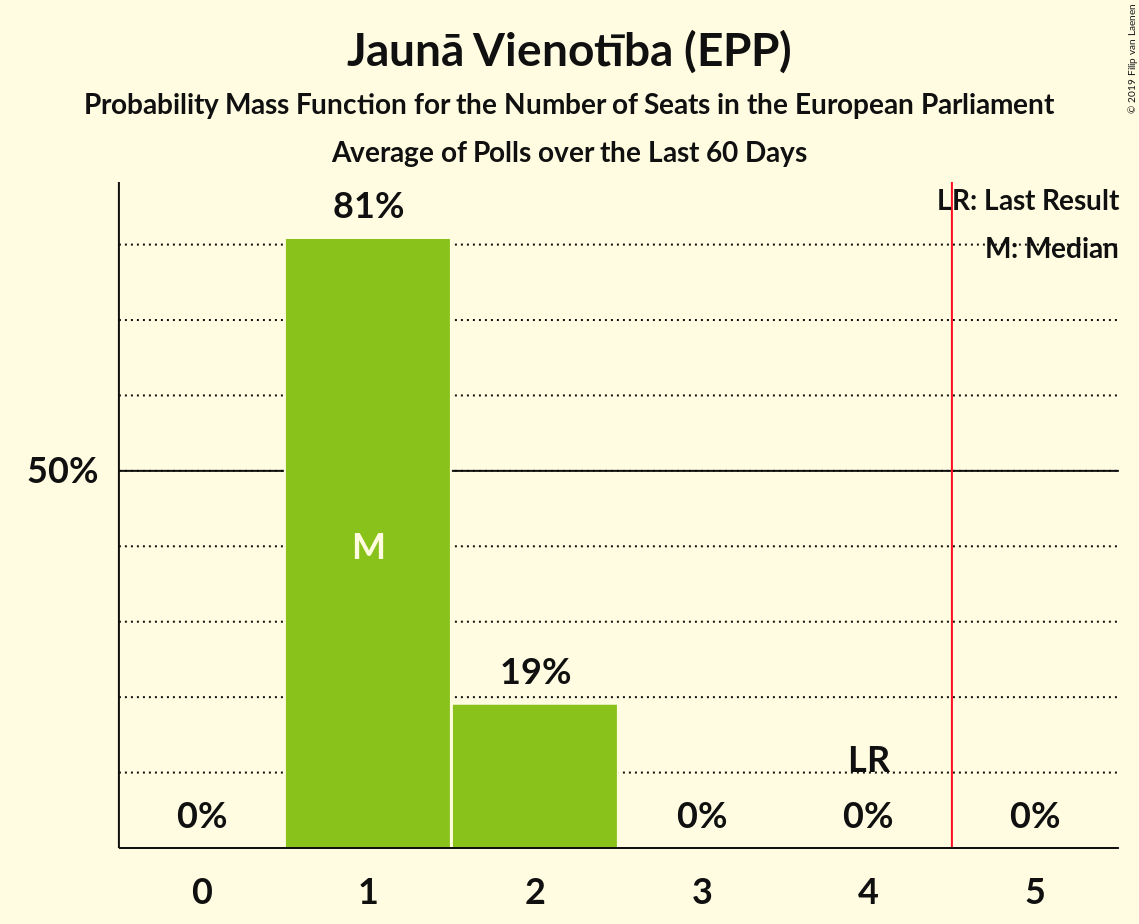 Jaunā Vienotība (EPP)
Probability Mass Function for the Number of Seats in the European Parliament
Average of Polls over the Last 60 Days
© 2019 Filip van Laenen
LR: Last Result
M: Median
81%
50%
M
19%
LR
0%
0%
0%
0%
0 1 2 3 4 5